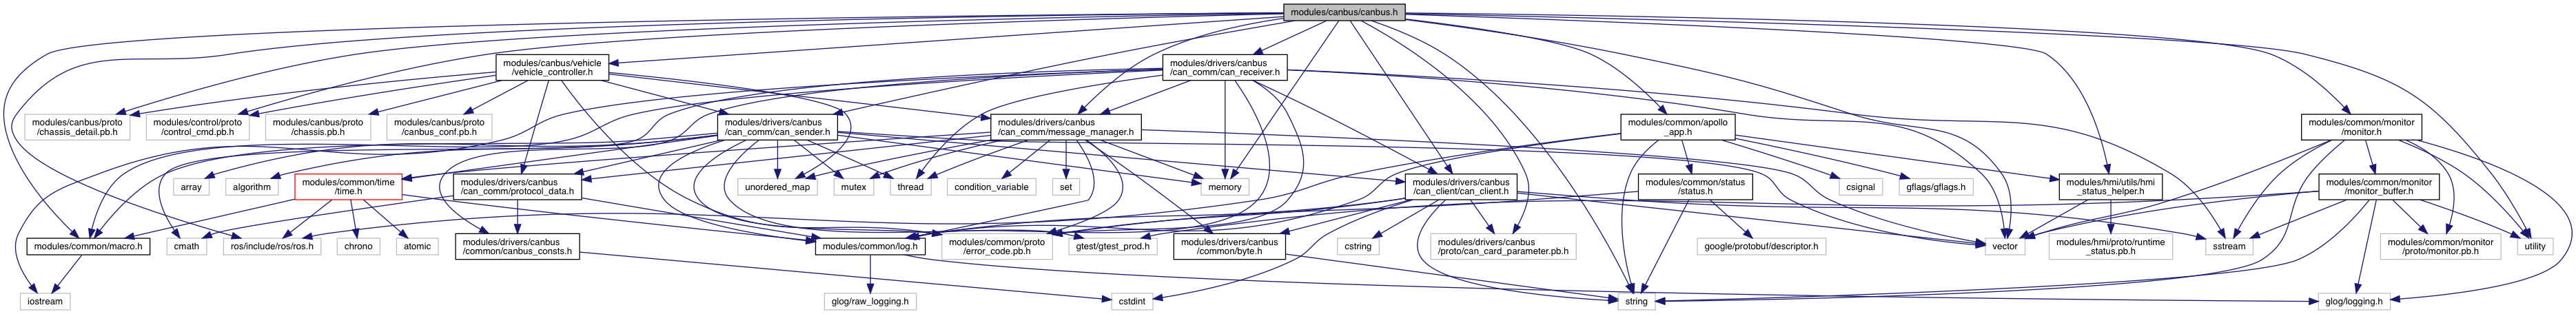 modules/canbus/canbus.h
modules/canbus/vehicle
/vehicle_controller.h
modules/drivers/canbus
/can_comm/can_receiver.h
modules/canbus/proto
/chassis_detail.pb.h
modules/control/proto
/control_cmd.pb.h
modules/canbus/proto
/chassis.pb.h
modules/canbus/proto
/canbus_conf.pb.h
modules/drivers/canbus
/can_comm/can_sender.h
modules/drivers/canbus
/can_comm/message_manager.h
modules/common/apollo
_app.h
modules/common/monitor
/monitor.h
array
algorithm
modules/common/time
/time.h
modules/drivers/canbus
/can_comm/protocol_data.h
unordered_map
mutex
thread
condition_variable
set
memory
modules/drivers/canbus
/can_client/can_client.h
modules/common/status
/status.h
csignal
gflags/gflags.h
modules/hmi/utils/hmi
_status_helper.h
modules/common/monitor
/monitor_buffer.h
modules/common/macro.h
cmath
ros/include/ros/ros.h
chrono
atomic
modules/drivers/canbus
/common/canbus_consts.h
modules/common/log.h
modules/common/proto
/error_code.pb.h
gtest/gtest_prod.h
modules/drivers/canbus
/common/byte.h
cstring
modules/drivers/canbus
/proto/can_card_parameter.pb.h
google/protobuf/descriptor.h
vector
modules/hmi/proto/runtime
_status.pb.h
sstream
modules/common/monitor
/proto/monitor.pb.h
utility
iostream
glog/raw_logging.h
cstdint
string
glog/logging.h